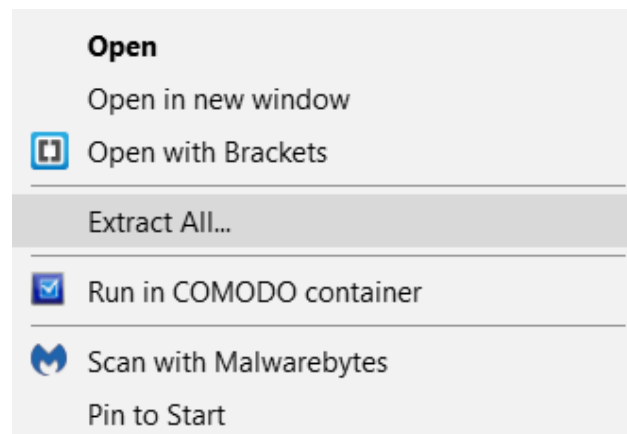 Open
Open in new window
Open with Brackets
Extract All...
Run in COMODO container
Scan with Malwarebytes
Pin to Start